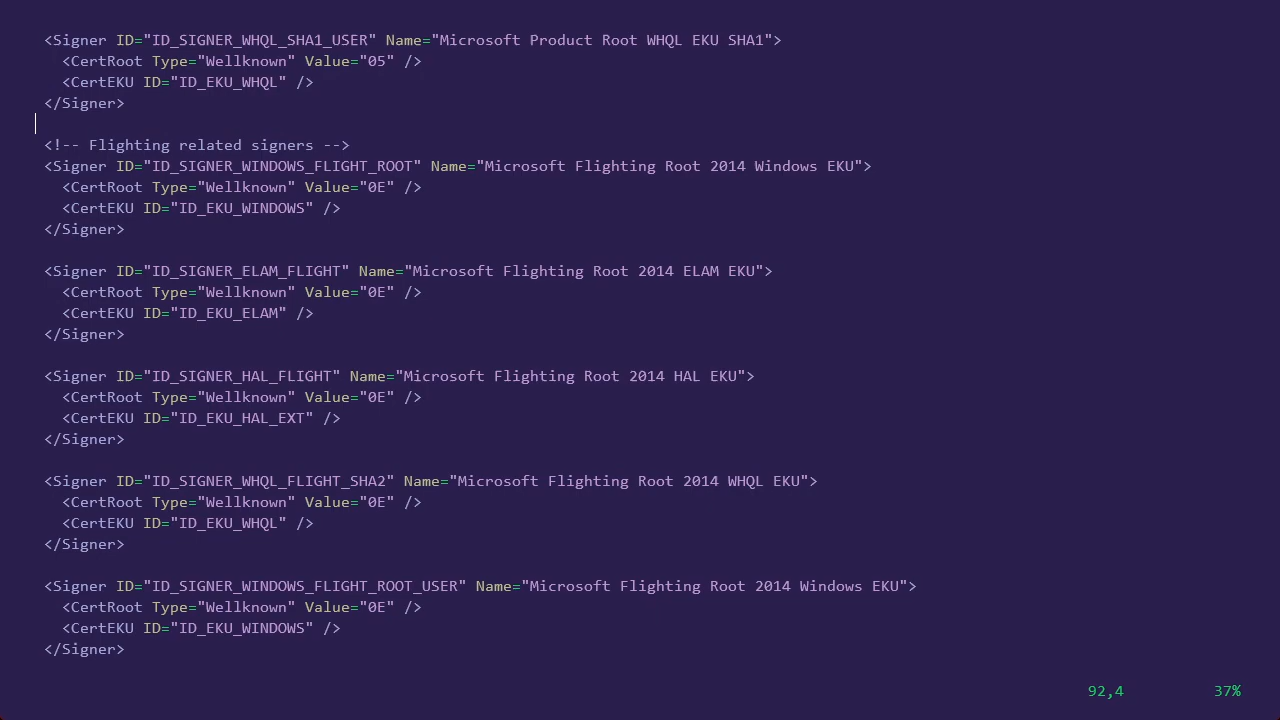 <Signer ID="ID_SIGNER_WHQL_SHA1_USER" Name="Microsoft Product Root WHQL EKU SHA1">
<CertRoot Type="Wellknown" Value="05" />
<CertEKU ID="ID_EKU_WHQL" />
</Signer>
<!-- Flighting related signers -->
<Signer ID="ID_SIGNER_WINDOWS_FLIGHT_ROOT" Name="Microsoft Flighting Root 2014 Windows EKU">
<CertRoot Type="Wellknown" Value="0E" />
<CertEKU ID="ID_EKU_WINDOWS" />
</Signer>
<Signer ID="ID_SIGNER_ELAM_FLIGHT" Name="Microsoft Flighting Root 2014 ELAM EKU">
<CertRoot Type="Wellknown" Value="0E" />
<CertEKU ID="ID_EKU_ELAM" />
</Signer>
<Signer ID="ID_SIGNER_HAL_FLIGHT" Name="Microsoft Flighting Root 2014 HAL EKU">
<CertRoot Type="Wellknown" Value="0E" />
<CertEKU ID="ID_EKU_HAL_EXT" />
</Signer>
<Signer ID="ID_SIGNER_WHQL_FLIGHT_SHA2" Name="Microsoft Flighting Root 2014 WHQL EKU">
<CertRoot Type="Wellknown" Value="0E" />
<CertEKU ID="ID_EKU_WHQL" />
</Signer>
<Signer ID="ID_SIGNER_WINDOWS_FLIGHT_ROOT_USER" Name="Microsoft Flighting Root 2014 Windows EKU">
<CertRoot Type="Wellknown" Value="0E" />
<CertEKU ID="ID_EKU_WINDOWS" />
</Signer>
92,4 37%